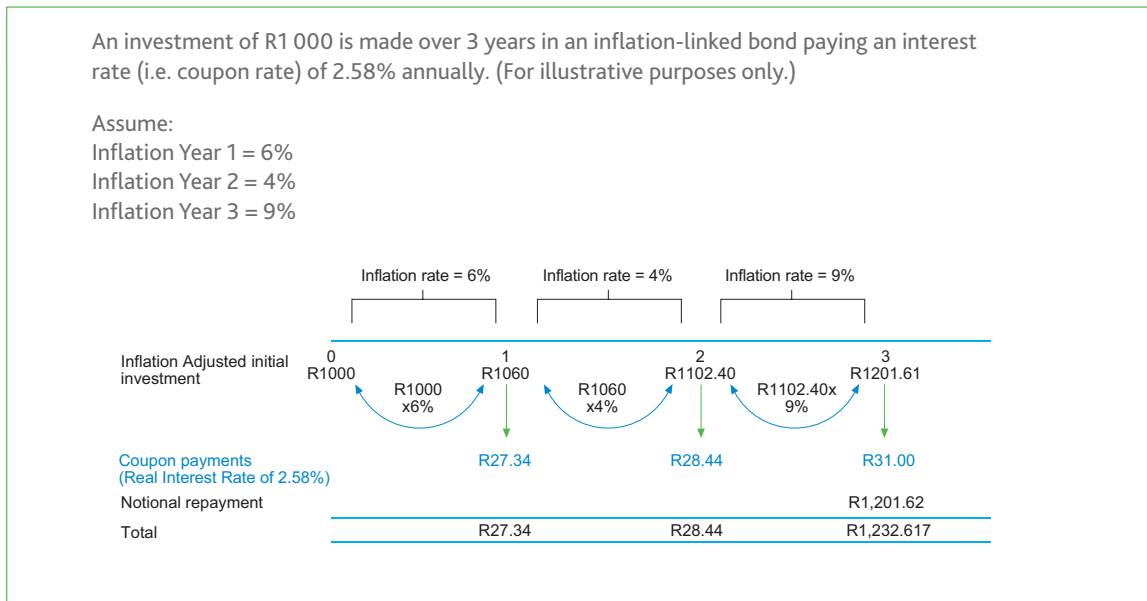 An investment of R1 000 is made over 3 years in an inflation-linked bond paying an interest
rate (i.e. coupon rate) of 2.58% annually. (For illustrative purposes only.)
Assume:
Inflation Year 1 = 6%
Inflation Year 2 = 4%
Inflation Year 3 = 9%
Inflation rate = 6% Inflation rate = 4% Inflation rate = 9%
0 1 2 3
Inflation Adjusted initial
investment
R1000 R1060 R1102.40 R1201.61
R1000 R1060 R1102.40x
x6% x4% 9%
Coupon payments R27.34 R28.44 R31.00
(Real Interest Rate of 2.58%)
Notional repayment R1,201.62
Total R27.34 R28.44 R1,232.617